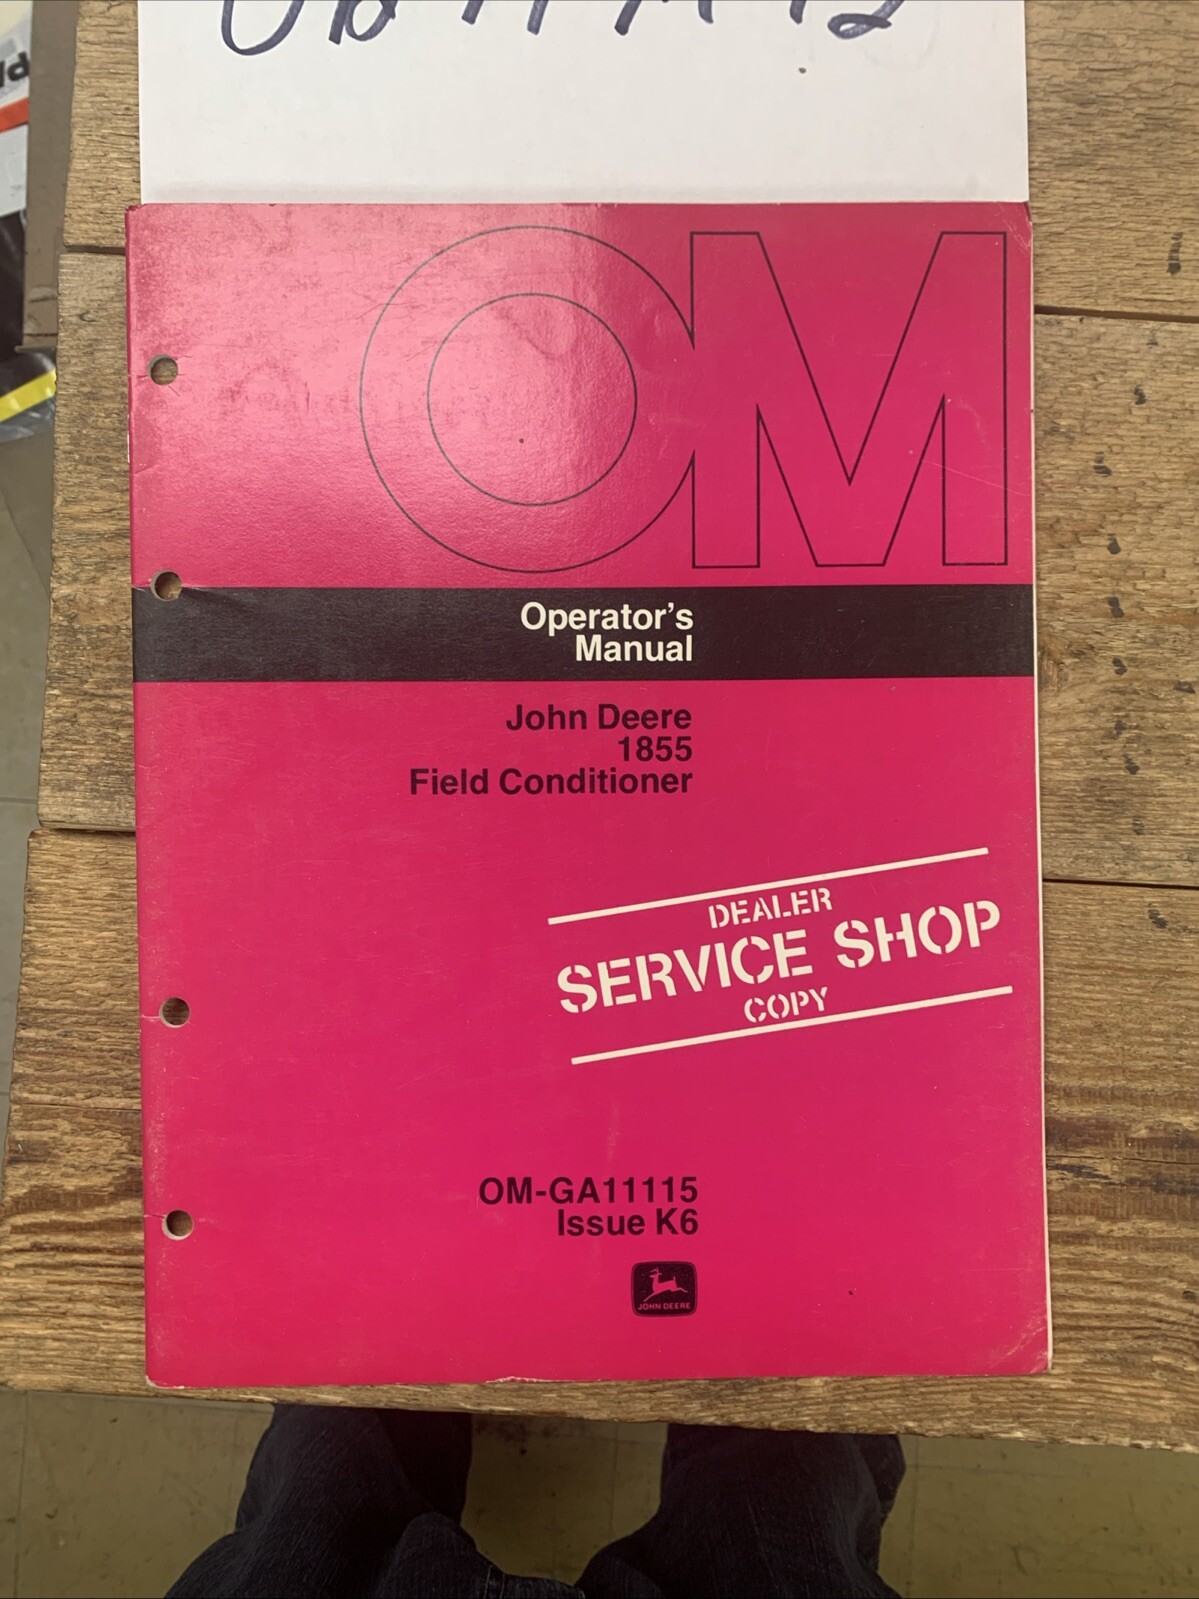 OM
Operator's
Manual
John Deere
1855
Field Conditioner
DEALER
SERVICE SHOP
COPY
OM-GA11115
Issue K6
JOHN DEERE